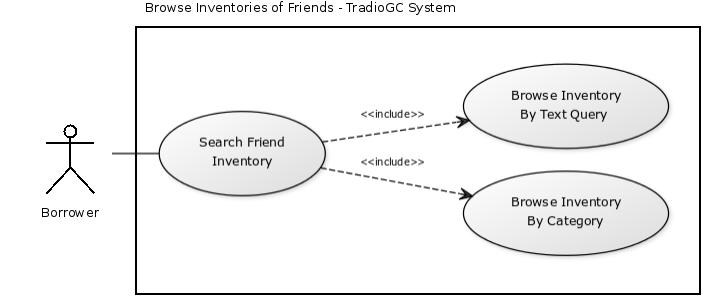 Browse Inventories of Friends - TradioGC System
<<include>>
Browse Inventory
By Text Query
Search Friend
Inventory
<<include>>
Browse Inventory
By Category
Borrower